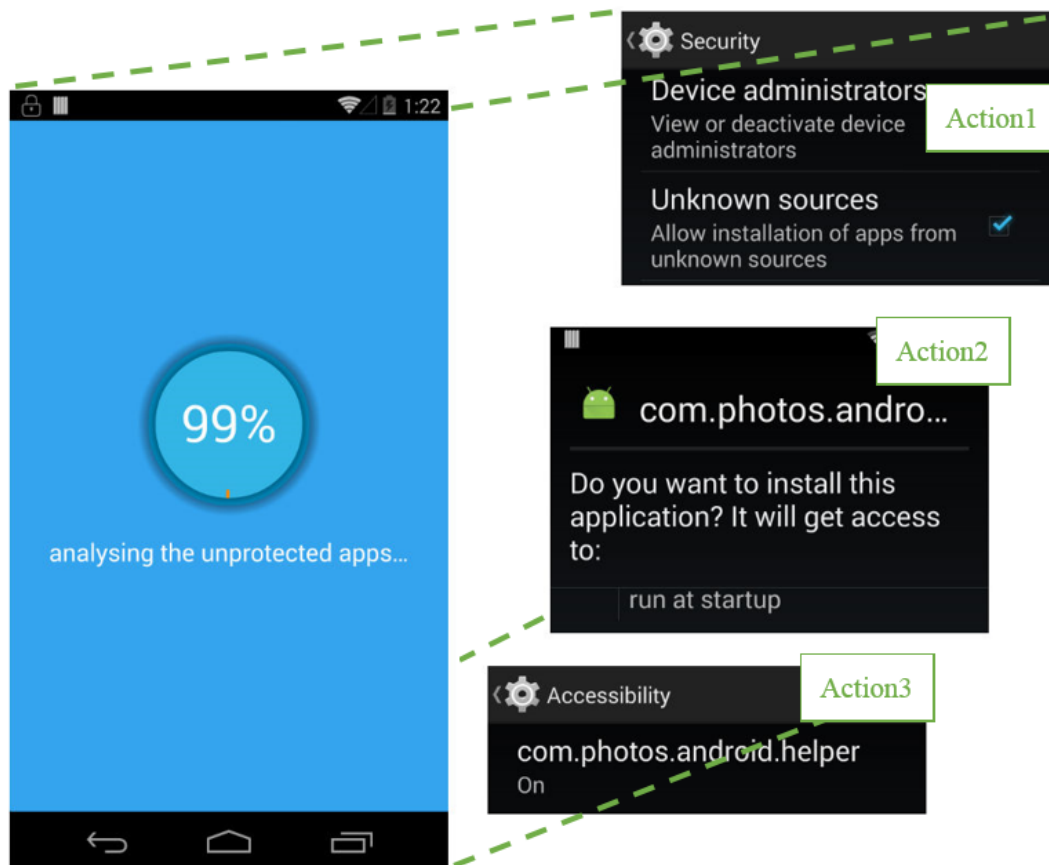 1:22
99%
analysing the unprotected apps...
Security
Device administrators
View or deactivate device
administrators
Action1
Unknown sources
Allow installation of apps from
unknown sources
Action2
com.photos.andro...
Do you want to install this
application? It will get access
to:
run at startup
Action3
Accessibility
com.photos.android.helper
On